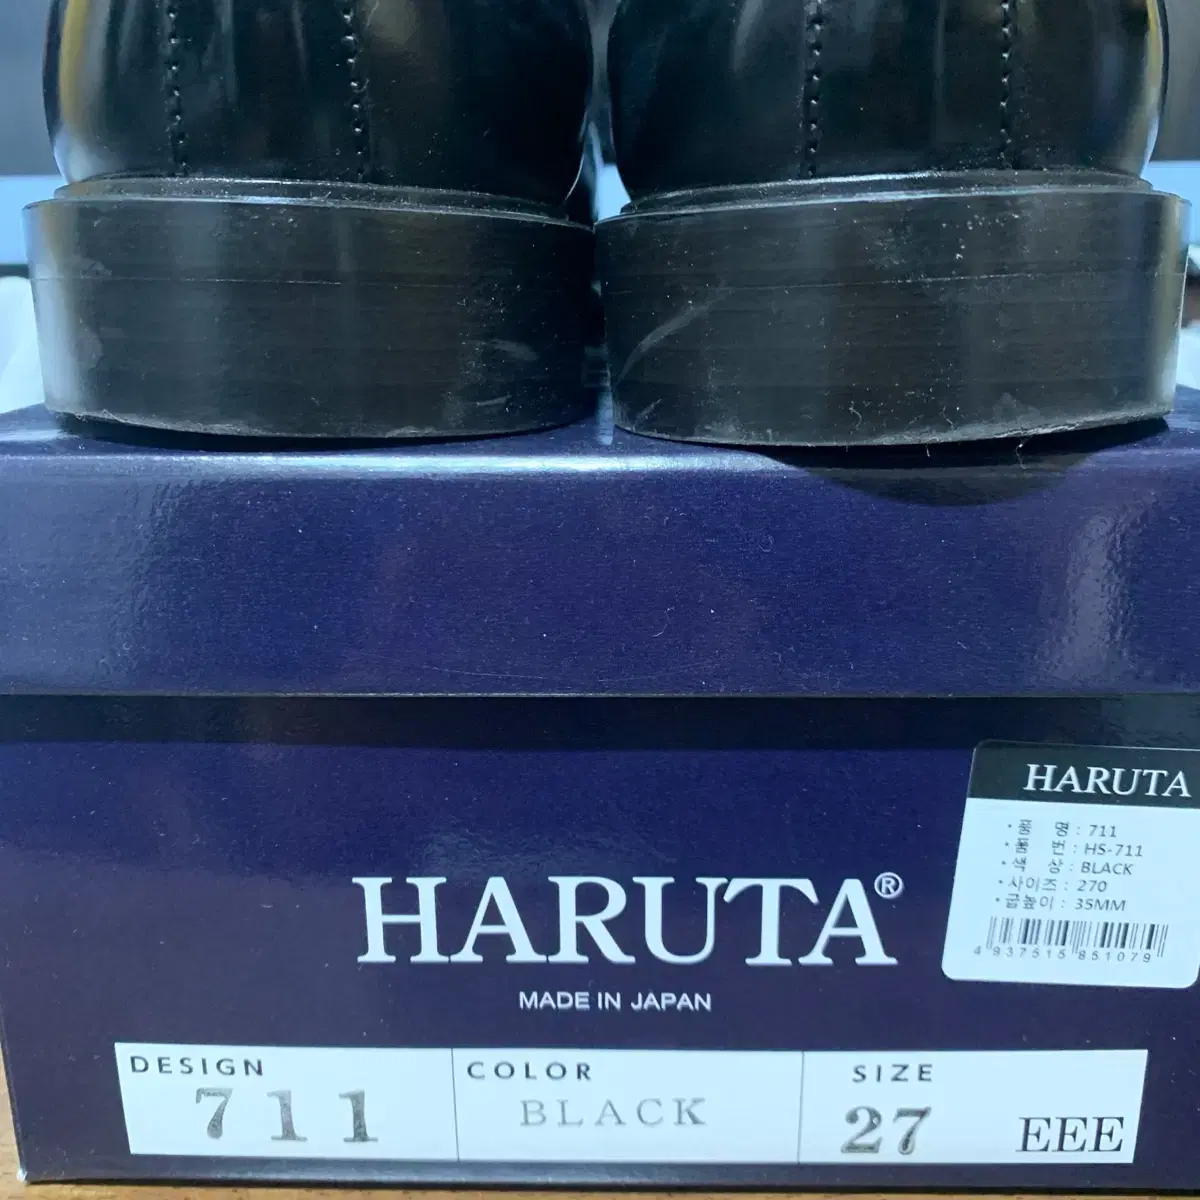 HARUTA
・품 명 : 711
・품 번 : HS-711
・색 상 : BLACK
・사이즈 : 270
・굽높이 : 35MM
4 937515 851079
HARUTA®
MADE IN JAPAN
DESIGN COLOR SIZE
711 BLACK 27 EEE